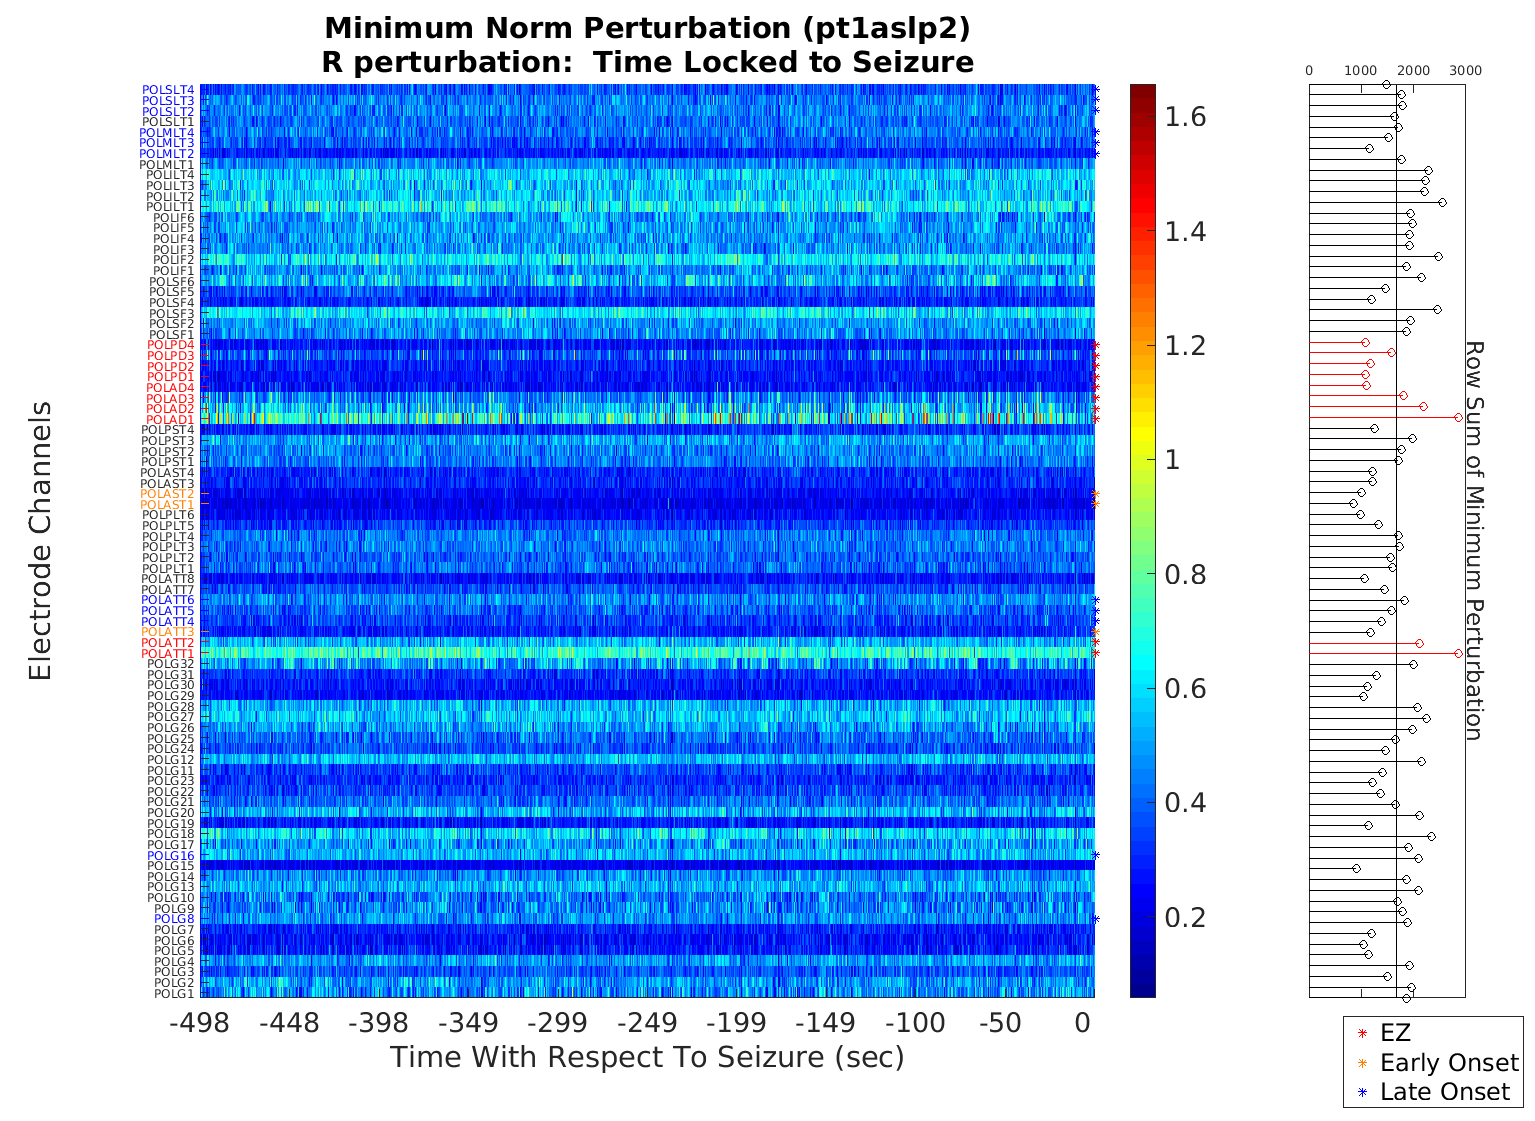 Minimum Norm Perturbation (pt1aslp2)
R perturbation:  Time Locked to Seizure
Electrode Channels
POLSLT4
POLSLT3
POLSLT2
POLSLT1
POLMLT4
POLMLT3
POLMLT2
POLMLT1
POLILT4
POLILT3
POLILT2
POLILT1
POLIF6
POLIF5
POLIF4
POLIF3
POLIF2
POLIF1
POLSF6
POLSF5
POLSF4
POLSF3
POLSF2
POLSF1
POLPD4
POLPD3
POLPD2
POLPD1
POLAD4
POLAD3
POLAD2
POLAD1
POLPST4
POLPST3
POLPST2
POLPST1
POLAST4
POLAST3
POLAST2
POLAST1
POLPLT6
POLPLT5
POLPLT4
POLPLT3
POLPLT2
POLPLT1
POLATT8
POLATT7
POLATT6
POLATT5
POLATT4
POLATT3
POLATT2
POLATT1
POLG32
POLG31
POLG30
POLG29
POLG28
POLG27
POLG26
POLG25
POLG24
POLG12
POLG11
POLG23
POLG22
POLG21
POLG20
POLG19
POLG18
POLG17
POLG16
POLG15
POLG14
POLG13
POLG10
POLG9
POLG8
POLG7
POLG6
POLG5
POLG4
POLG3
POLG2
POLG1
-498 -448 -398 -349 -299 -249 -199 -149 -100 -50 0
Time With Respect To Seizure (sec)
1.6
1.4
1.2
1
0.8
0.6
0.4
0.2
0 1000 2000 3000
Row Sum of Minimum Perturbation
EZ
Early Onset
Late Onset